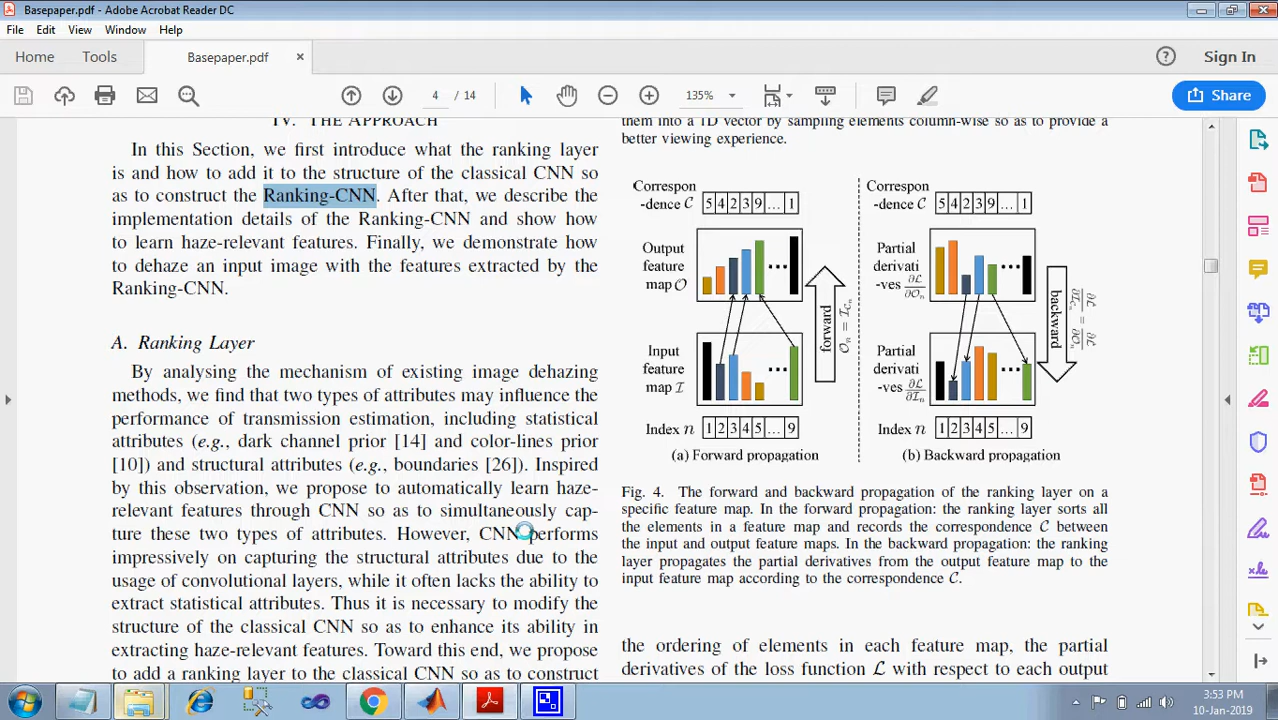 Basepaper.pdf - Adobe Acrobat Reader DC
File Edit View Window Help
Home Tools Basepaper.pdf × Sign In
4 / 14 135% Share
IV. THE APPROACH
In this Section, we first introduce what the ranking layer
is and how to add it to the structure of the classical CNN so
as to construct the Ranking-CNN. After that, we describe the
implementation details of the Ranking-CNN and show how
to learn haze-relevant features. Finally, we demonstrate how
to dehaze an input image with the features extracted by the
Ranking-CNN.
A. Ranking Layer
By analysing the mechanism of existing image dehazing
methods, we find that two types of attributes may influence the
performance of transmission estimation, including statistical
attributes (e.g., dark channel prior [14] and color-lines prior
[10]) and structural attributes (e.g., boundaries [26]). Inspired
by this observation, we propose to automatically learn haze-
relevant features through CNN so as to simultaneously cap-
ture these two types of attributes. However, CNN performs
impressively on capturing the structural attributes due to the
usage of convolutional layers, while it often lacks the ability to
extract statistical attributes. Thus it is necessary to modify the
structure of the classical CNN so as to enhance its ability in
extracting haze-relevant features. Toward this end, we propose
to add a ranking layer to the classical CNN so as to construct
them into a 1D vector by sampling elements column-wise so as to provide a
better viewing experience.
Correspon
-dence C 5 4 2 3 9 ... 1
Output
feature
map O
forward
O_n = I_{C_n}
Input
feature
map I
Index n 1 2 3 4 5 ... 9
(a) Forward propagation
Correspon
-dence C 5 4 2 3 9 ... 1
Partial
derivati
-ves ∂L/∂O_n
backward
∂L/∂I_{C_n} = ∂L/∂O_n
Partial
derivati
-ves ∂L/∂I_n
Index n 1 2 3 4 5 ... 9
(b) Backward propagation
Fig. 4. The forward and backward propagation of the ranking layer on a
specific feature map. In the forward propagation: the ranking layer sorts all
the elements in a feature map and records the correspondence C between
the input and output feature maps. In the backward propagation: the ranking
layer propagates the partial derivatives from the output feature map to the
input feature map according to the correspondence C.
the ordering of elements in each feature map, the partial
derivatives of the loss function L with respect to each output
3:53 PM
10-Jan-2019